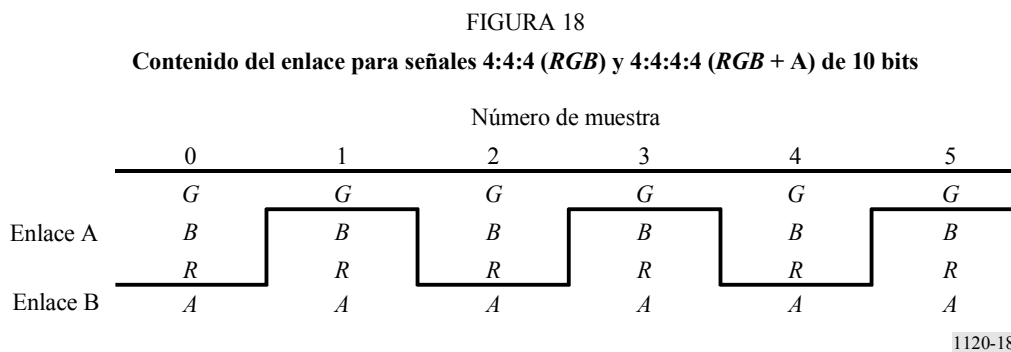 FIGURA 18
Contenido del enlace para señales 4:4:4 (RGB) y 4:4:4:4 (RGB + A) de 10 bits
Número de muestra
0 1 2 3 4 5
G G G G G G
Enlace A B B B B B B
R R R R R R
Enlace B A A A A A A
1120-18